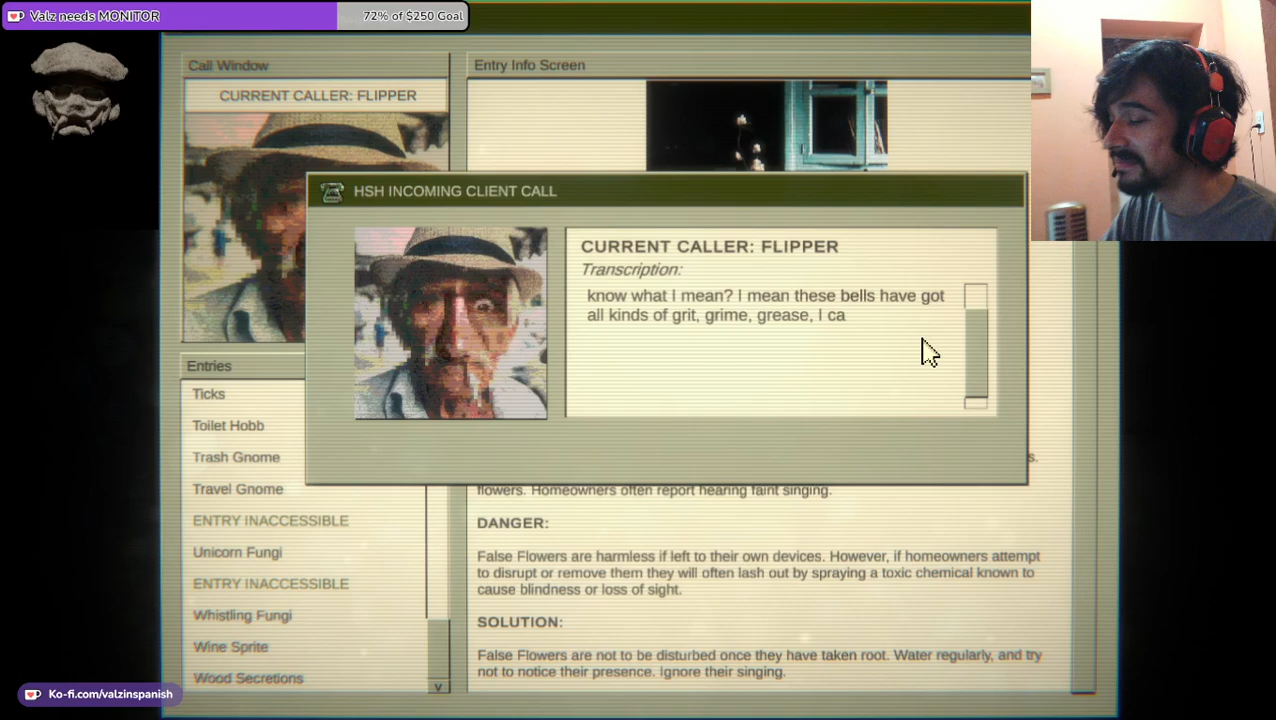 Valz needs MONITOR
72% of $250 Goal
Call Window
CURRENT CALLER: FLIPPER
Entry Info Screen
HSH INCOMING CLIENT CALL
CURRENT CALLER: FLIPPER
Transcription:
know what I mean? I mean these bells have got
all kinds of grit, grime, grease, I ca
Entries
Ticks
Toilet Hobb
Trash Gnome
Travel Gnome
ENTRY INACCESSIBLE
Unicorn Fungi
ENTRY INACCESSIBLE
Whistling Fungi
Wine Sprite
Wood Secretions
flowers. Homeowners often report hearing faint singing.
DANGER:
False Flowers are harmless if left to their own devices. However, if homeowners attempt
to disrupt or remove them they will often lash out by spraying a toxic chemical known to
cause blindness or loss of sight.
SOLUTION:
False Flowers are not to be disturbed once they have taken root. Water regularly, and try
not to notice their presence. Ignore their singing.
Ko-fi.com/valzinspanish